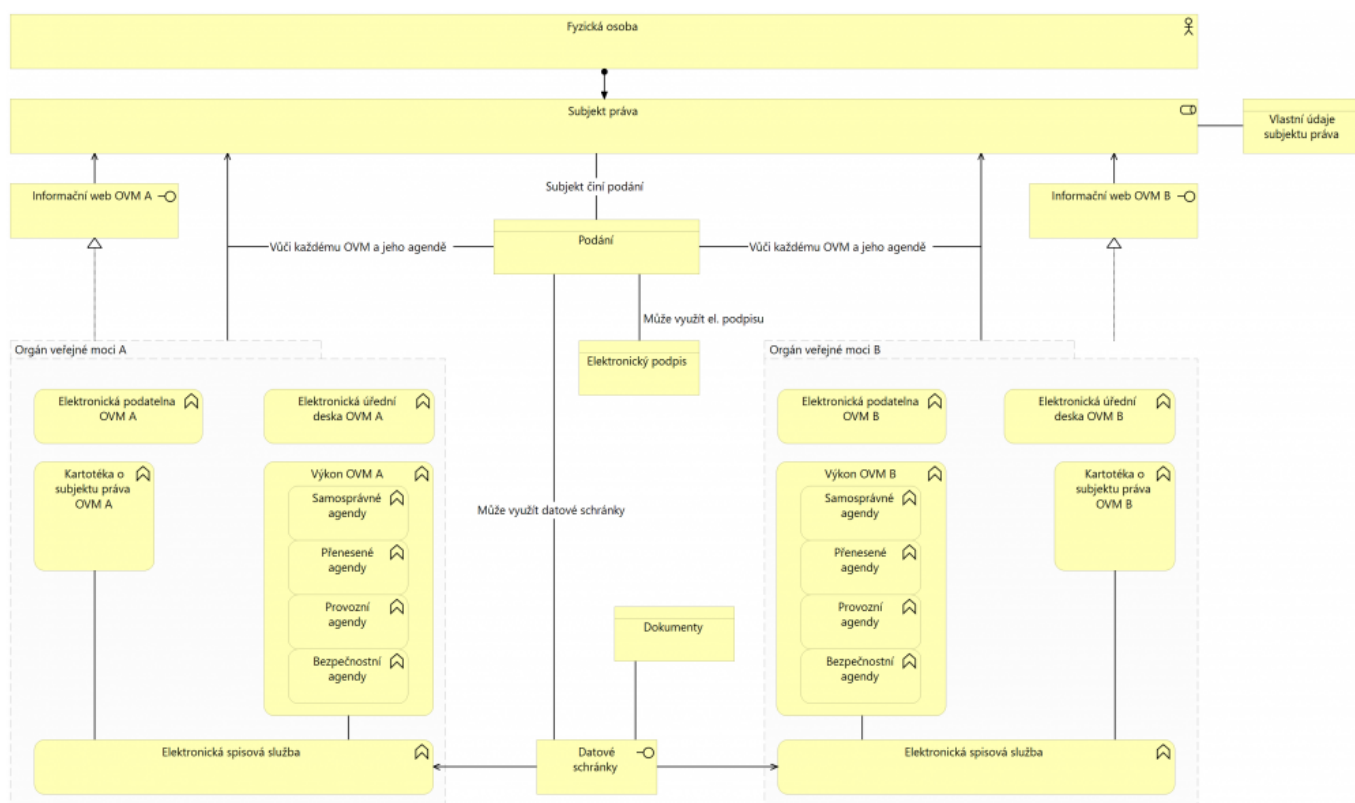 Fyzická osoba
Subjekt práva
Vlastní údaje
subjektu práva
Informační web OVM A
Subjekt činí podání
Informační web OVM B
Podání
Vůči každému OVM a jeho agendě
Vůči každému OVM a jeho agendě
Může využít el. podpisu
Orgán veřejné moci A
Elektronický podpis
Orgán veřejné moci B
Elektronická podatelna
OVM A
Elektronická úřední
deska OVM A
Elektronická podatelna
OVM B
Elektronická úřední
deska OVM B
Kartotéka o
subjektu práva
OVM A
Výkon OVM A
Samosprávné
agendy
Přenesené
agendy
Provozní
agendy
Bezpečnostní
agendy
Může využít datové schránky
Výkon OVM B
Samosprávné
agendy
Přenesené
agendy
Provozní
agendy
Bezpečnostní
agendy
Kartotéka o
subjektu práva
OVM B
Dokumenty
Elektronická spisová služba
Datové
schránky
Elektronická spisová služba